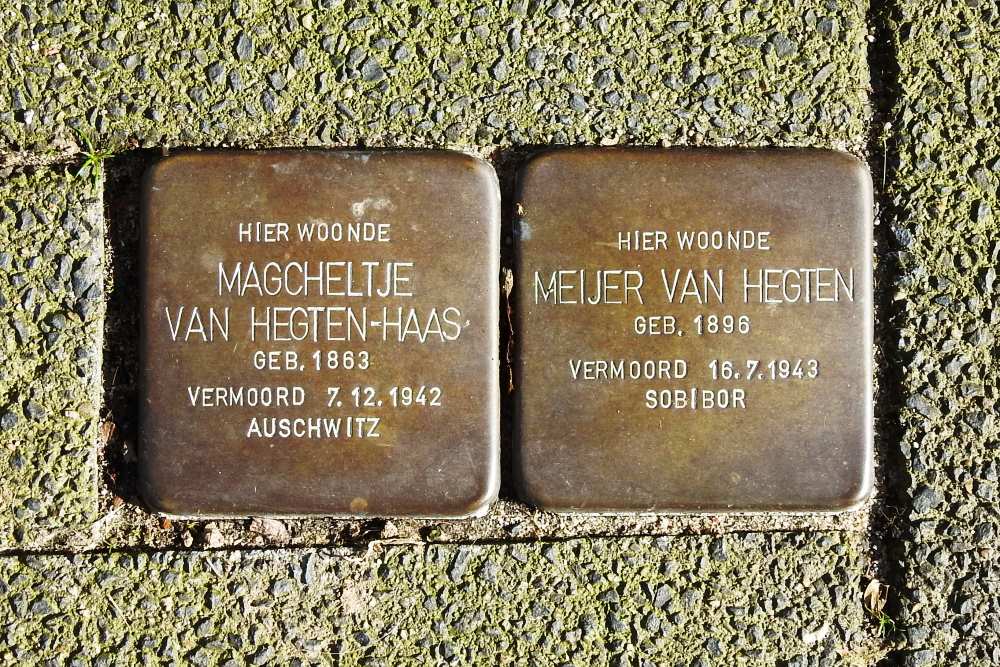 HIER WOONDE
MAGCHELTJE
VAN HEGTEN-HAAS
GEB. 1863
VERMOORD 7.12.1942
AUSCHWITZ
HIER WOONDE
MEIJER VAN HEGTEN
GEB. 1896
VERMOORD 16.7.1943
SOBIBOR